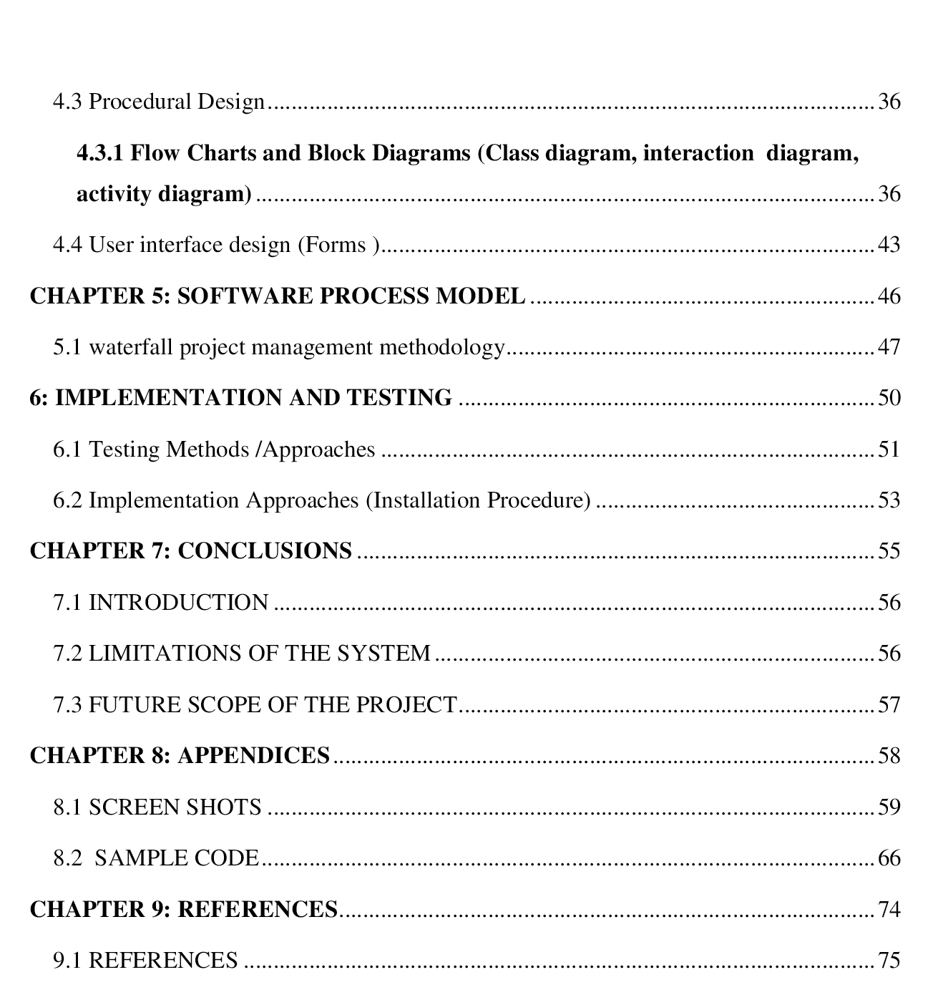 4.3 Procedural Design........................................................................................................ 36
4.3.1 Flow Charts and Block Diagrams (Class diagram, interaction  diagram,
activity diagram) .......................................................................................................... 36
4.4 User interface design (Forms )..................................................................................... 43
CHAPTER 5: SOFTWARE PROCESS MODEL ........................................................... 46
5.1 waterfall project management methodology............................................................... 47
6: IMPLEMENTATION AND TESTING ....................................................................... 50
6.1 Testing Methods /Approaches ..................................................................................... 51
6.2 Implementation Approaches (Installation Procedure) ................................................ 53
CHAPTER 7: CONCLUSIONS ........................................................................................ 55
7.1 INTRODUCTION ...................................................................................................... 56
7.2 LIMITATIONS OF THE SYSTEM ........................................................................... 56
7.3 FUTURE SCOPE OF THE PROJECT....................................................................... 57
CHAPTER 8: APPENDICES ............................................................................................ 58
8.1 SCREEN SHOTS ....................................................................................................... 59
8.2  SAMPLE CODE........................................................................................................ 66
CHAPTER 9: REFERENCES........................................................................................... 74
9.1 REFERENCES ........................................................................................................... 75